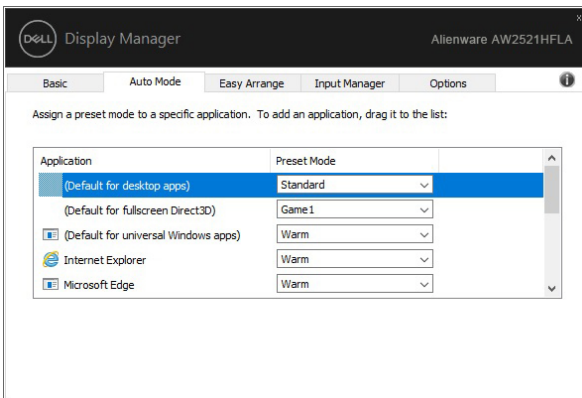 DELL Display Manager Alienware AW2521HFLA
Basic Auto Mode Easy Arrange Input Manager Options
Assign a preset mode to a specific application. To add an application, drag it to the list:
Application Preset Mode
(Default for desktop apps) Standard
(Default for fullscreen Direct3D) Game1
(Default for universal Windows apps) Warm
Internet Explorer Warm
Microsoft Edge Warm